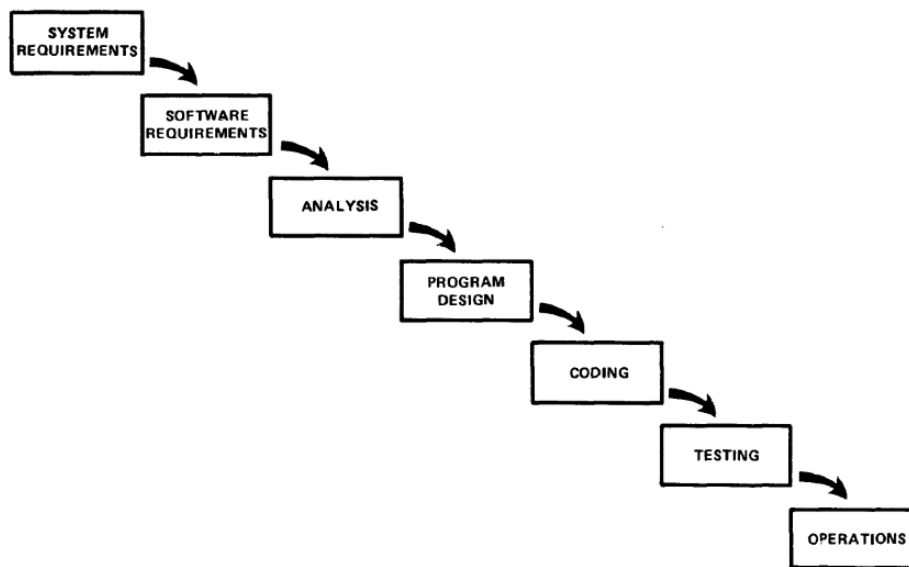 SYSTEM
REQUIREMENTS
SOFTWARE
REQUIREMENTS
ANALYSIS
PROGRAM
DESIGN
CODING
TESTING
OPERATIONS